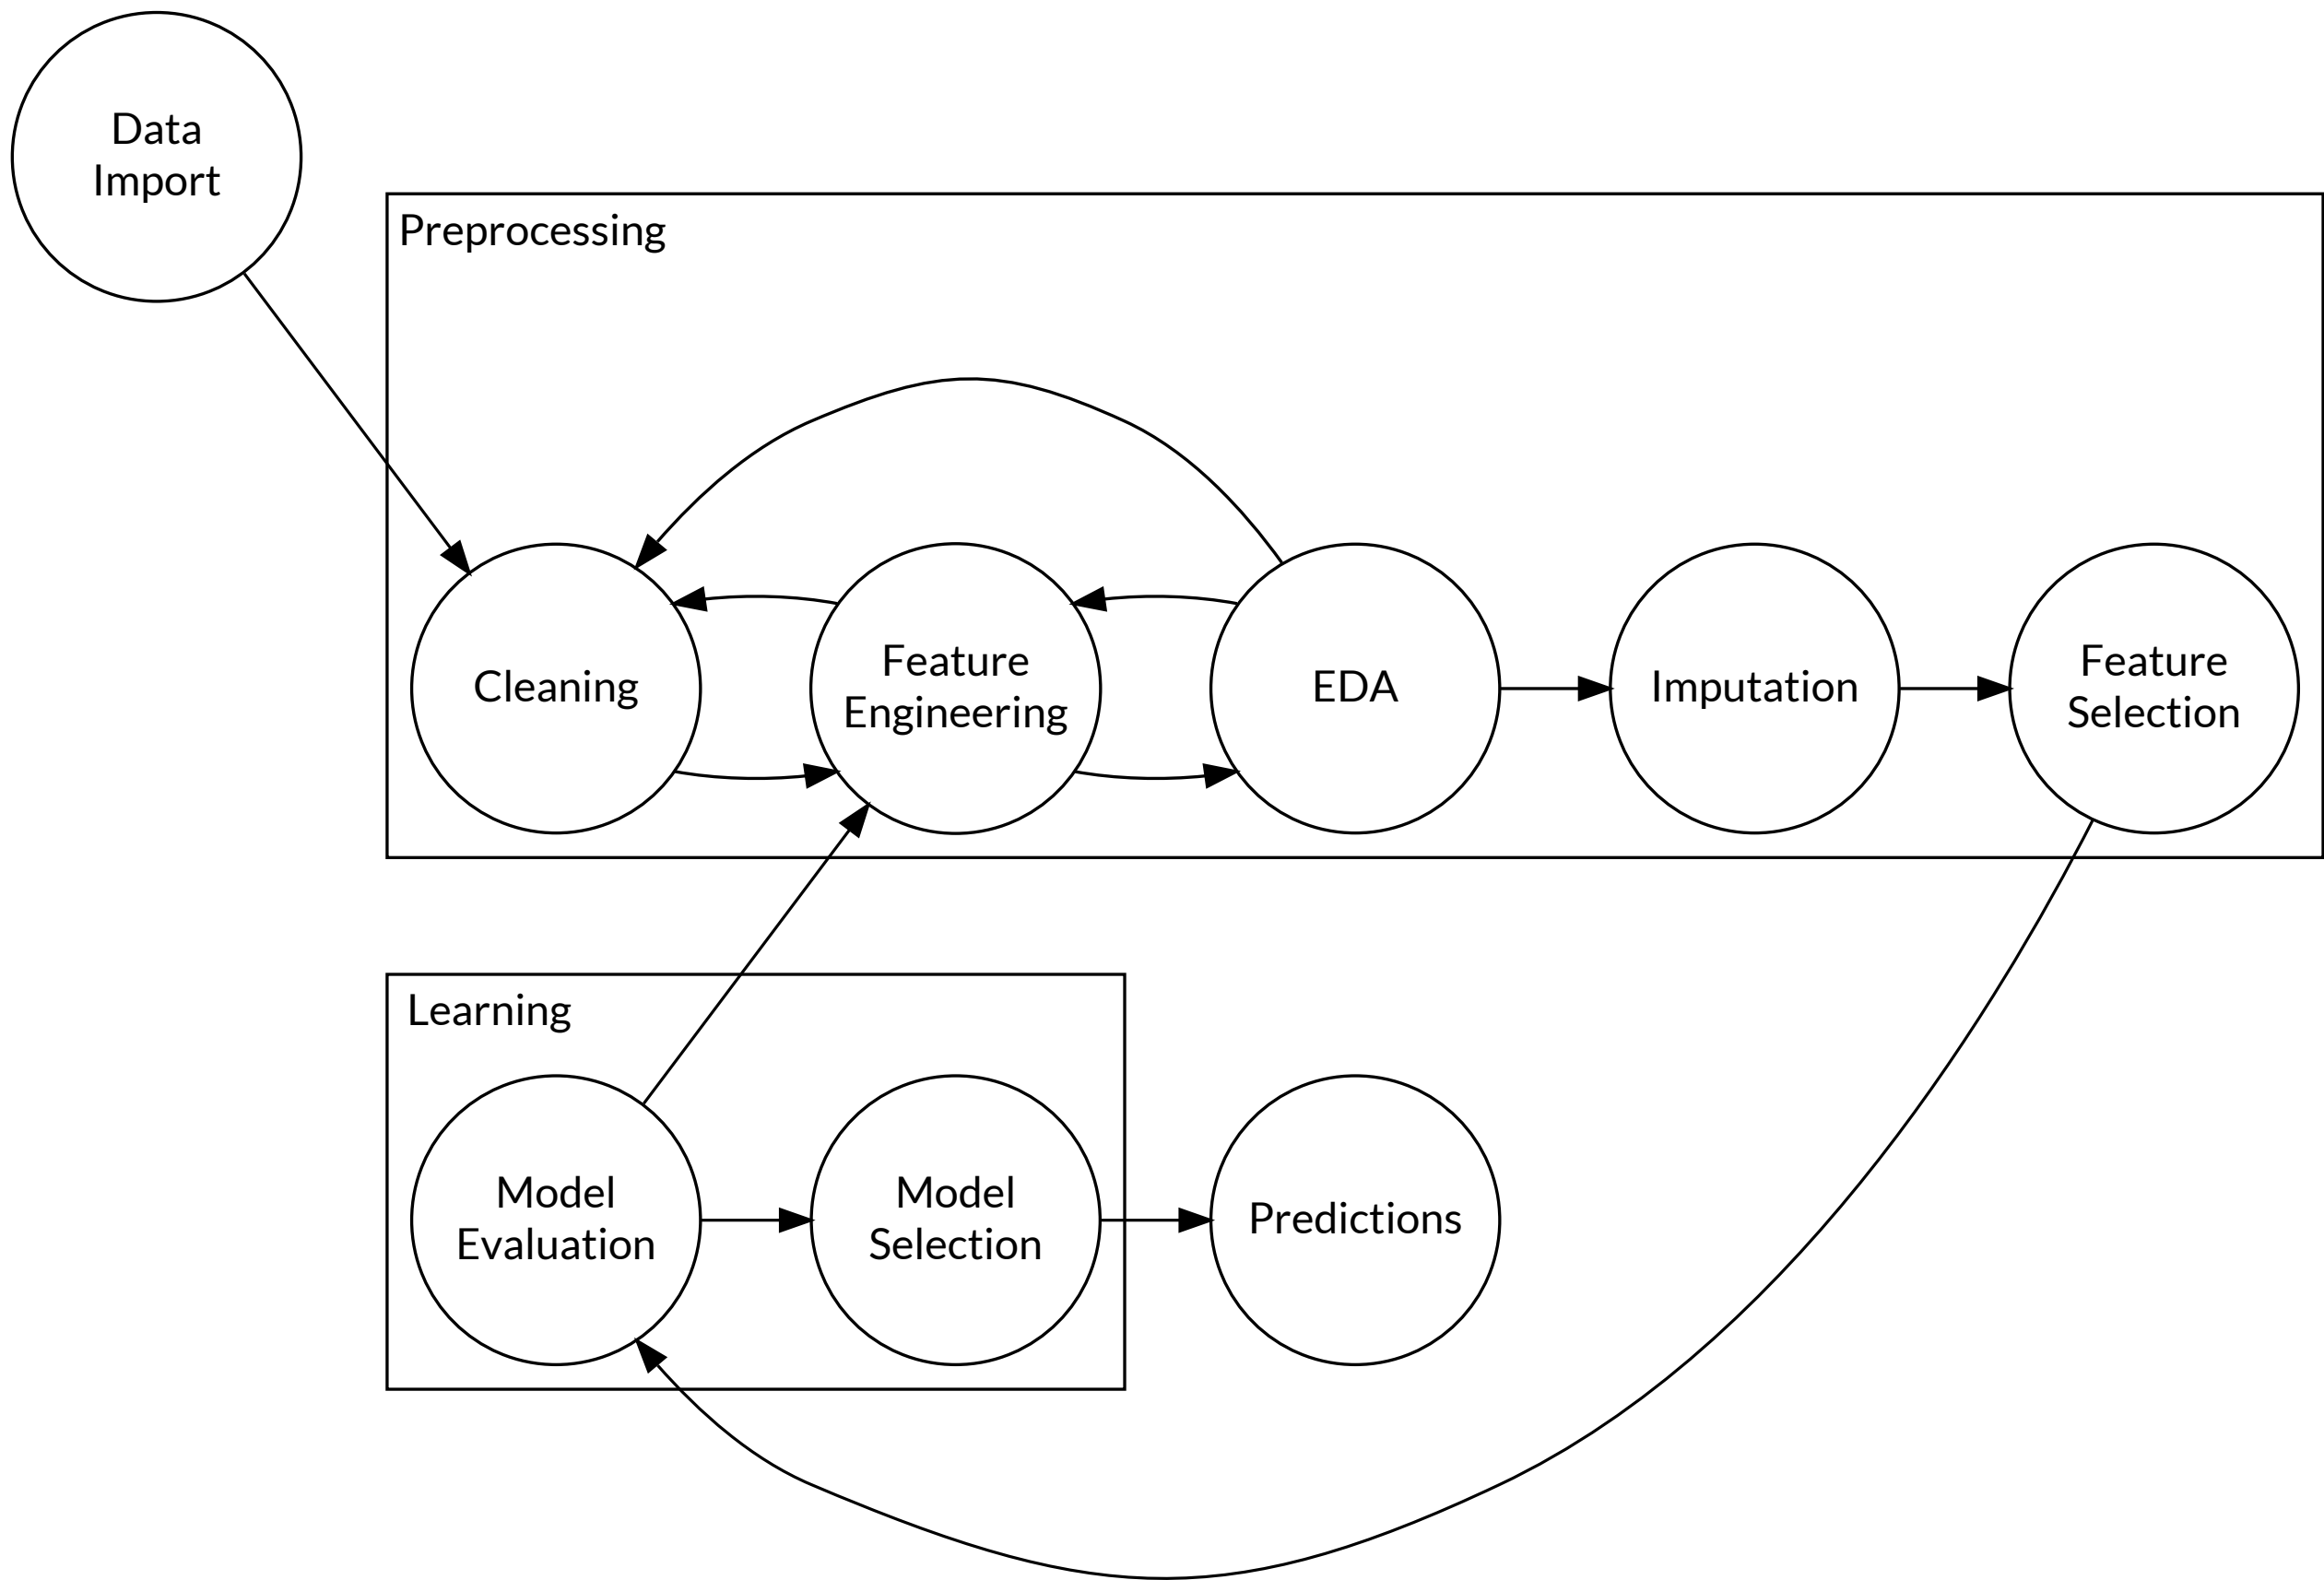 Data
Import
Preprocessing
Cleaning
Feature
Engineering
EDA
Imputation
Feature
Selection
Learning
Model
Evaluation
Model
Selection
Predictions